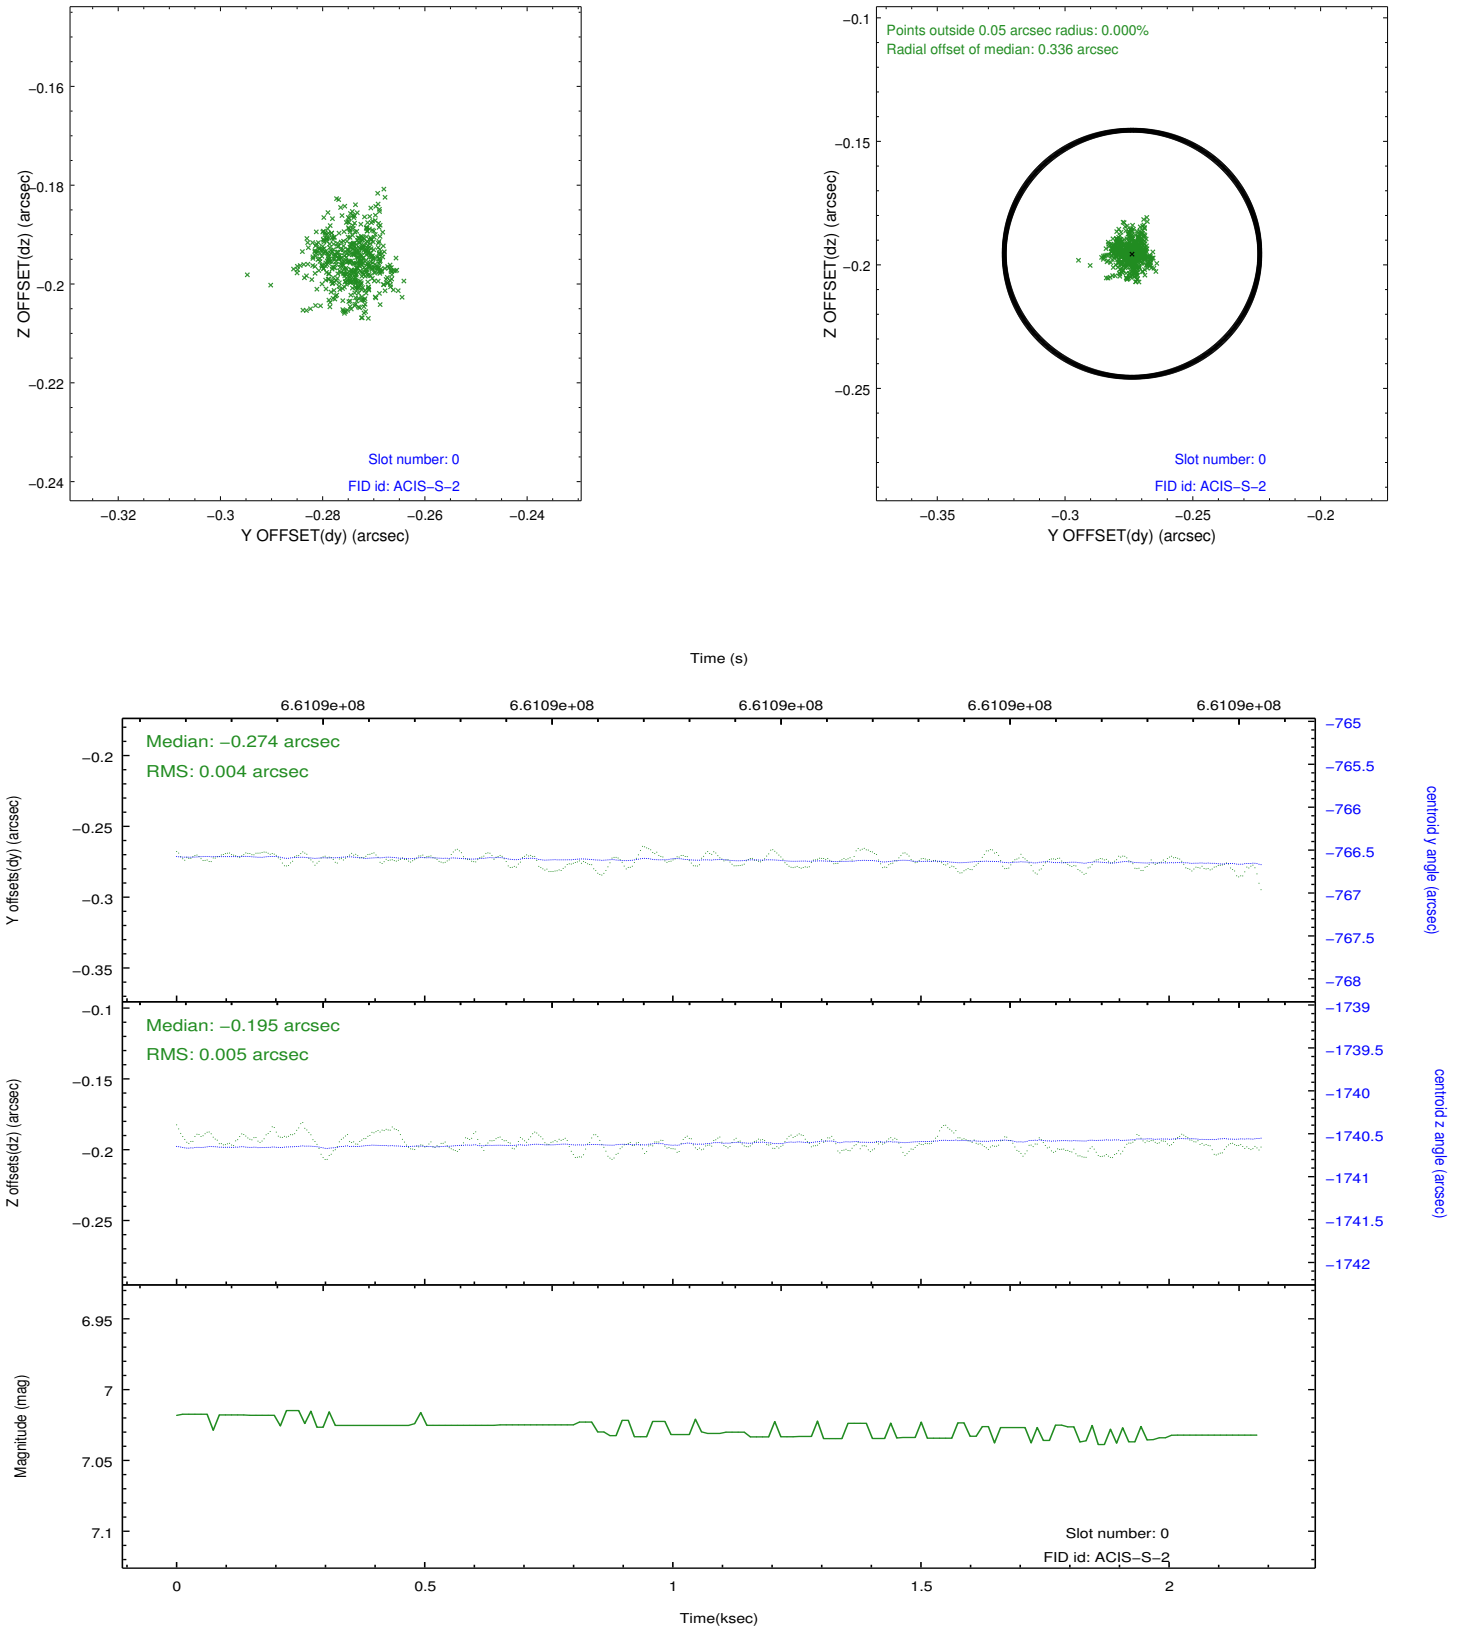 −0.16
−0.18
−0.2
−0.22
−0.24
Z OFFSET(dz) (arcsec)
Slot number: 0
FID id: ACIS−S−2
−0.32 −0.3 −0.28 −0.26 −0.24
Y OFFSET(dy) (arcsec)
−0.1
−0.15
−0.2
−0.25
Z OFFSET(dz) (arcsec)
Points outside 0.05 arcsec radius: 0.000%
Radial offset of median: 0.336 arcsec
Slot number: 0
FID id: ACIS−S−2
−0.35 −0.3 −0.25 −0.2
Y OFFSET(dy) (arcsec)
Time (s)
6.6109e+08 6.6109e+08 6.6109e+08 6.6109e+08 6.6109e+08
Median: −0.274 arcsec
RMS: 0.004 arcsec
−0.2
−0.25
−0.3
−0.35
Y offsets(dy) (arcsec)
−765
−765.5
−766
−766.5
−767
−767.5
−768
centroid y angle (arcsec)
Median: −0.195 arcsec
RMS: 0.005 arcsec
−0.1
−0.15
−0.2
−0.25
Z offsets(dz) (arcsec)
−1739
−1739.5
−1740
−1740.5
−1741
−1741.5
−1742
centroid z angle (arcsec)
6.95
7
7.05
7.1
Magnitude (mag)
Slot number: 0
FID id: ACIS−S−2
0 0.5 1 1.5 2
Time(ksec)